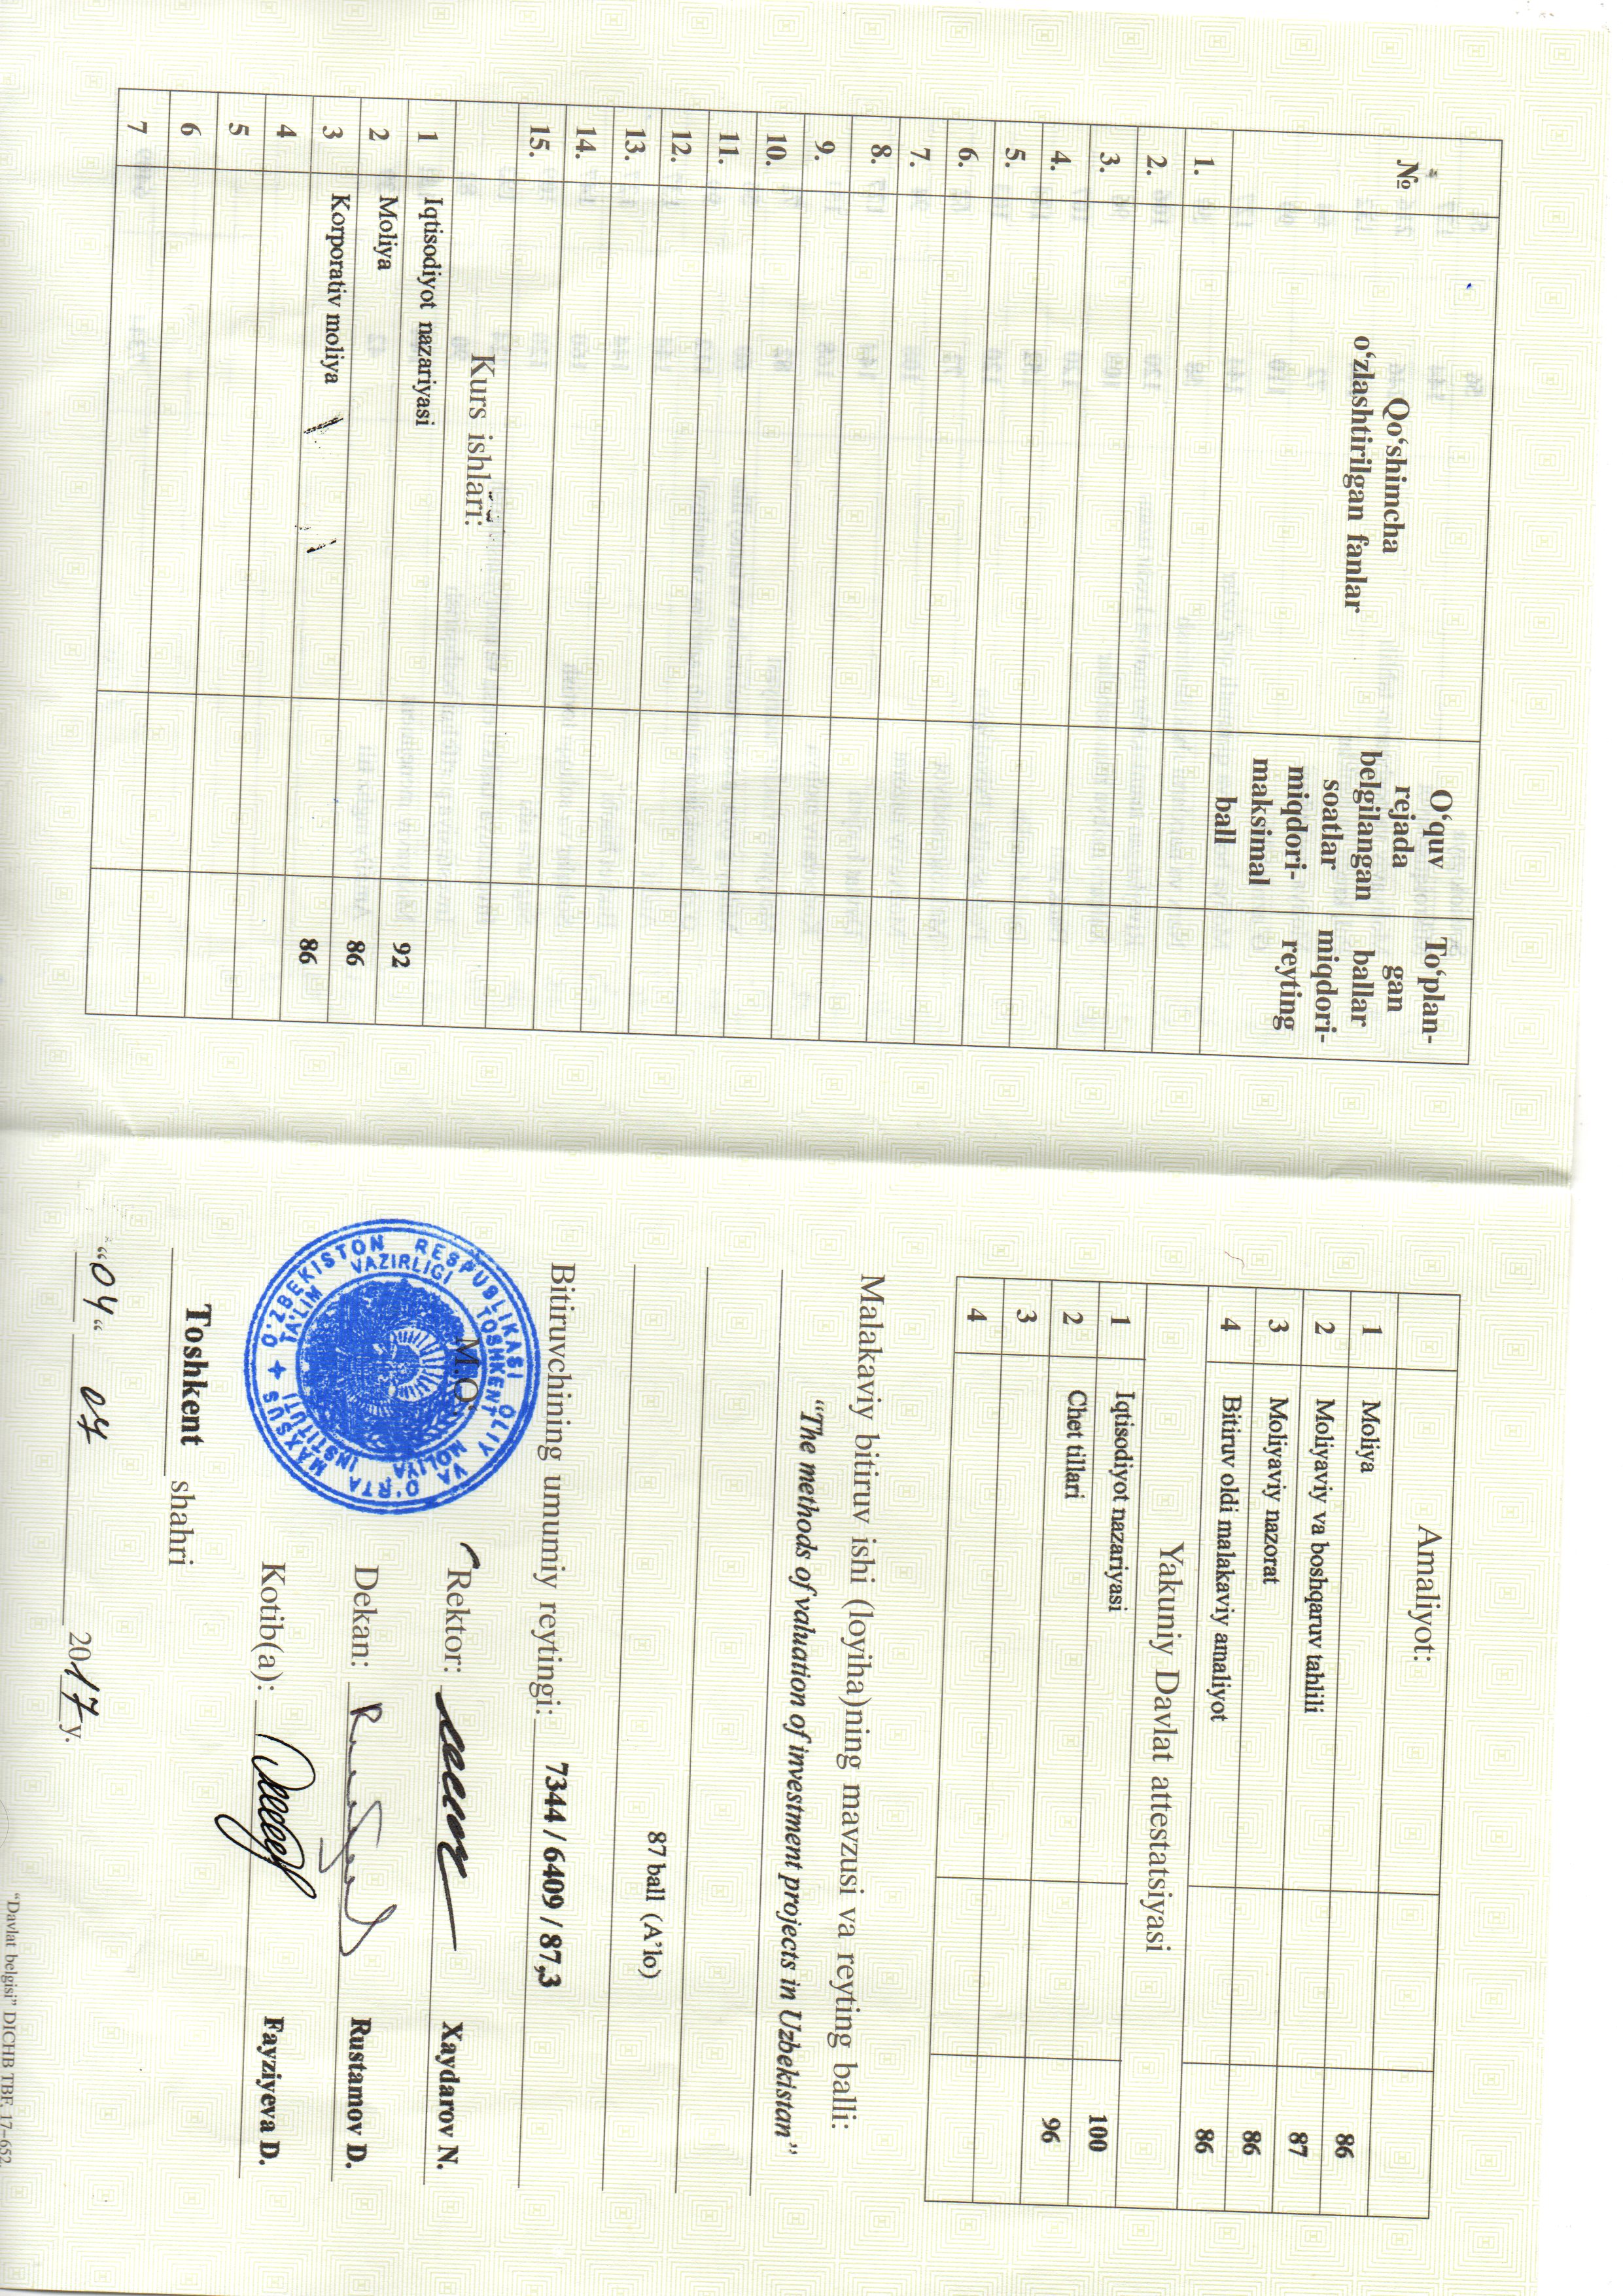 №
Qo‘shimcha
o‘zlashtirilgan fanlar
O‘quv
rejada
belgilangan
soatlar
miqdori-
maksimal
ball
To‘plan-
gan
ballar
miqdori-
reyting
1.
2.
3.
4.
5.
6.
7.
8.
9.
10.
11.
12.
13.
14.
15.
Kurs ishlari:
1 Iqtisodiyot nazariyasi 92
2 Moliya 86
3 Korporativ moliya 86
4
5
6
7
Amaliyot:
1 Moliya 86
2 Moliyaviy va boshqaruv tahlili 87
3 Moliyaviy nazorat 86
4 Bitiruv oldi malakaviy amaliyot 86
Yakuniy Davlat attestatsiyasi
1 Iqtisodiyot nazariyasi 100
2 Chet tillari 96
3
4
Malakaviy bitiruv ishi (loyiha)ning mavzusi va reyting balli:
“The methods of valuation of investment projects in Uzbekistan”
87 ball (A’lo)
Bitiruvchining umumiy reytingi: 7344 / 6409 / 87,3
M.O‘.
O‘ZBEKISTON RESPUBLIKASI OLIY VA O‘RTA MAXSUS
TA’LIM VAZIRLIGI TOSHKENT MOLIYA INSTITUTI
Rektor: Xaydarov N.
Dekan: Rustamov D.
Kotib(a): Fayziyeva D.
Toshkent shahri
“04“ 07 2017y.
“Davlat belgisi” DICHB TBF, 17–652.